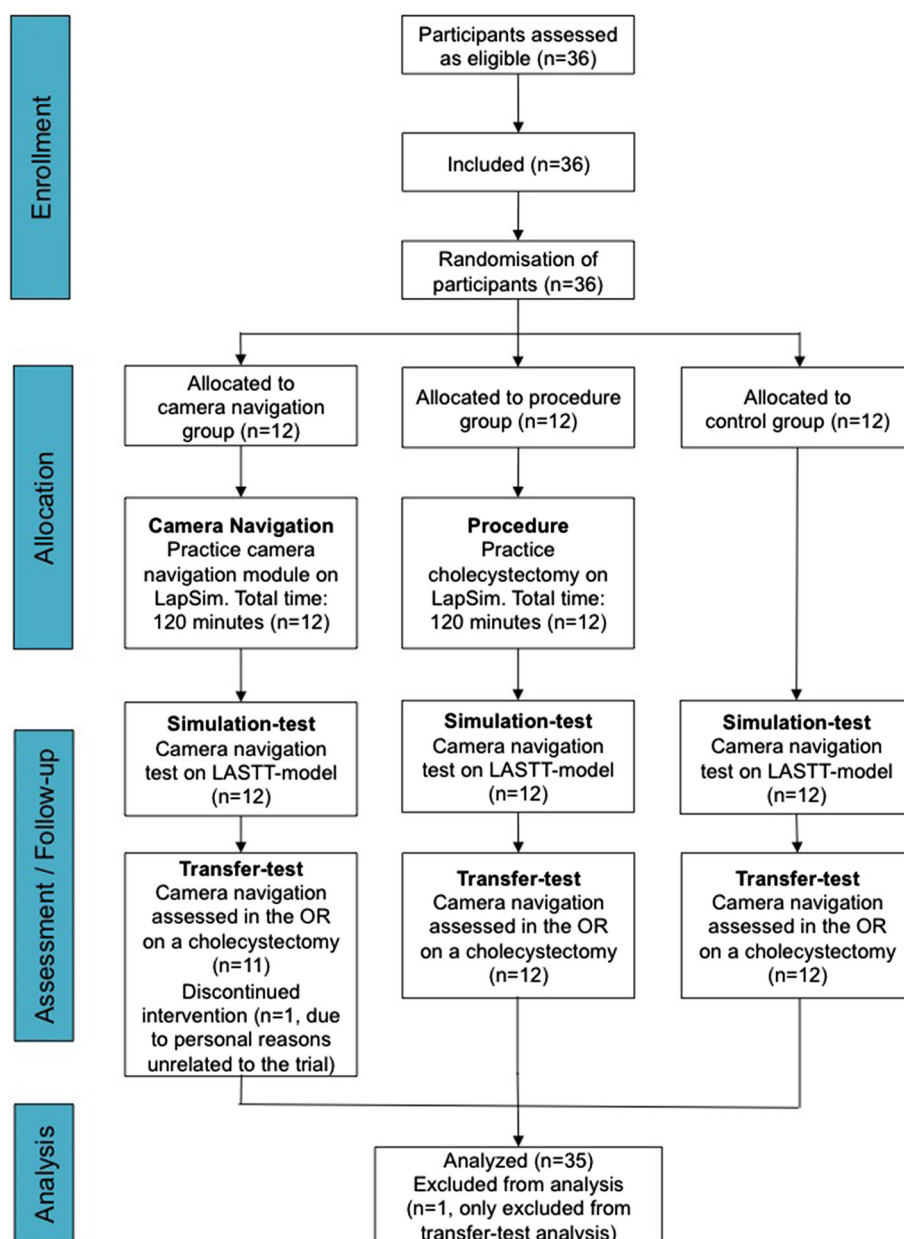 Enrollment
Participants assessed
as eligible (n=36)
Included (n=36)
Randomisation of
participants (n=36)
Allocation
Allocated to
camera navigation
group (n=12)
Allocated to procedure
group (n=12)
Allocated to
control group (n=12)
Camera Navigation
Practice camera
navigation module on
LapSim. Total time:
120 minutes (n=12)
Procedure
Practice
cholecystectomy on
LapSim. Total time:
120 minutes (n=12)
Assessment / Follow-up
Simulation-test
Camera navigation
test on LASTT-model
(n=12)
Simulation-test
Camera navigation
test on LASTT-model
(n=12)
Simulation-test
Camera navigation
test on LASTT-model
(n=12)
Transfer-test
Camera navigation
assessed in the OR
on a cholecystectomy
(n=11)
Discontinued
intervention (n=1, due
to personal reasons
unrelated to the trial)
Transfer-test
Camera navigation
assessed in the OR
on a cholecystectomy
(n=12)
Transfer-test
Camera navigation
assessed in the OR
on a cholecystectomy
(n=12)
Analysis
Analyzed (n=35)
Excluded from analysis
(n=1, only excluded from
transfer-test analysis)